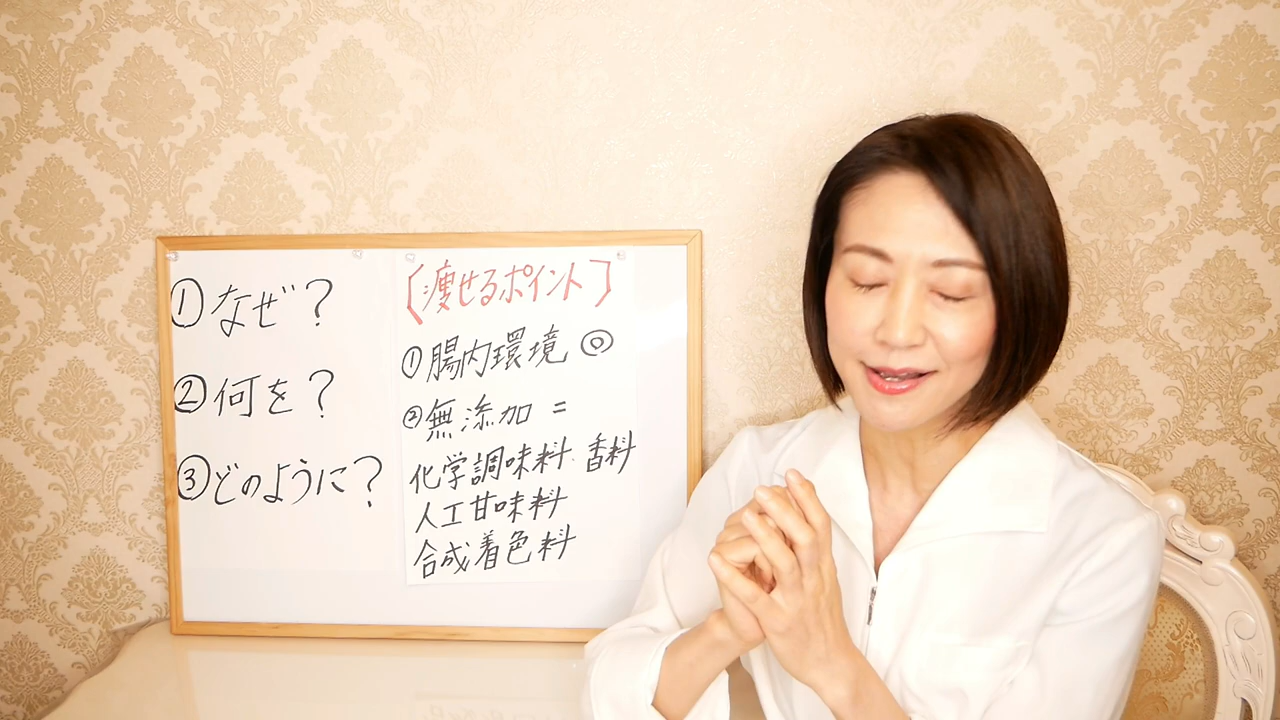 ①なぜ?
②何を?
③どのように?
[痩せるポイント]
①腸内環境◎
②無添加=
化学調味料.香料
人工甘味料
合成着色料